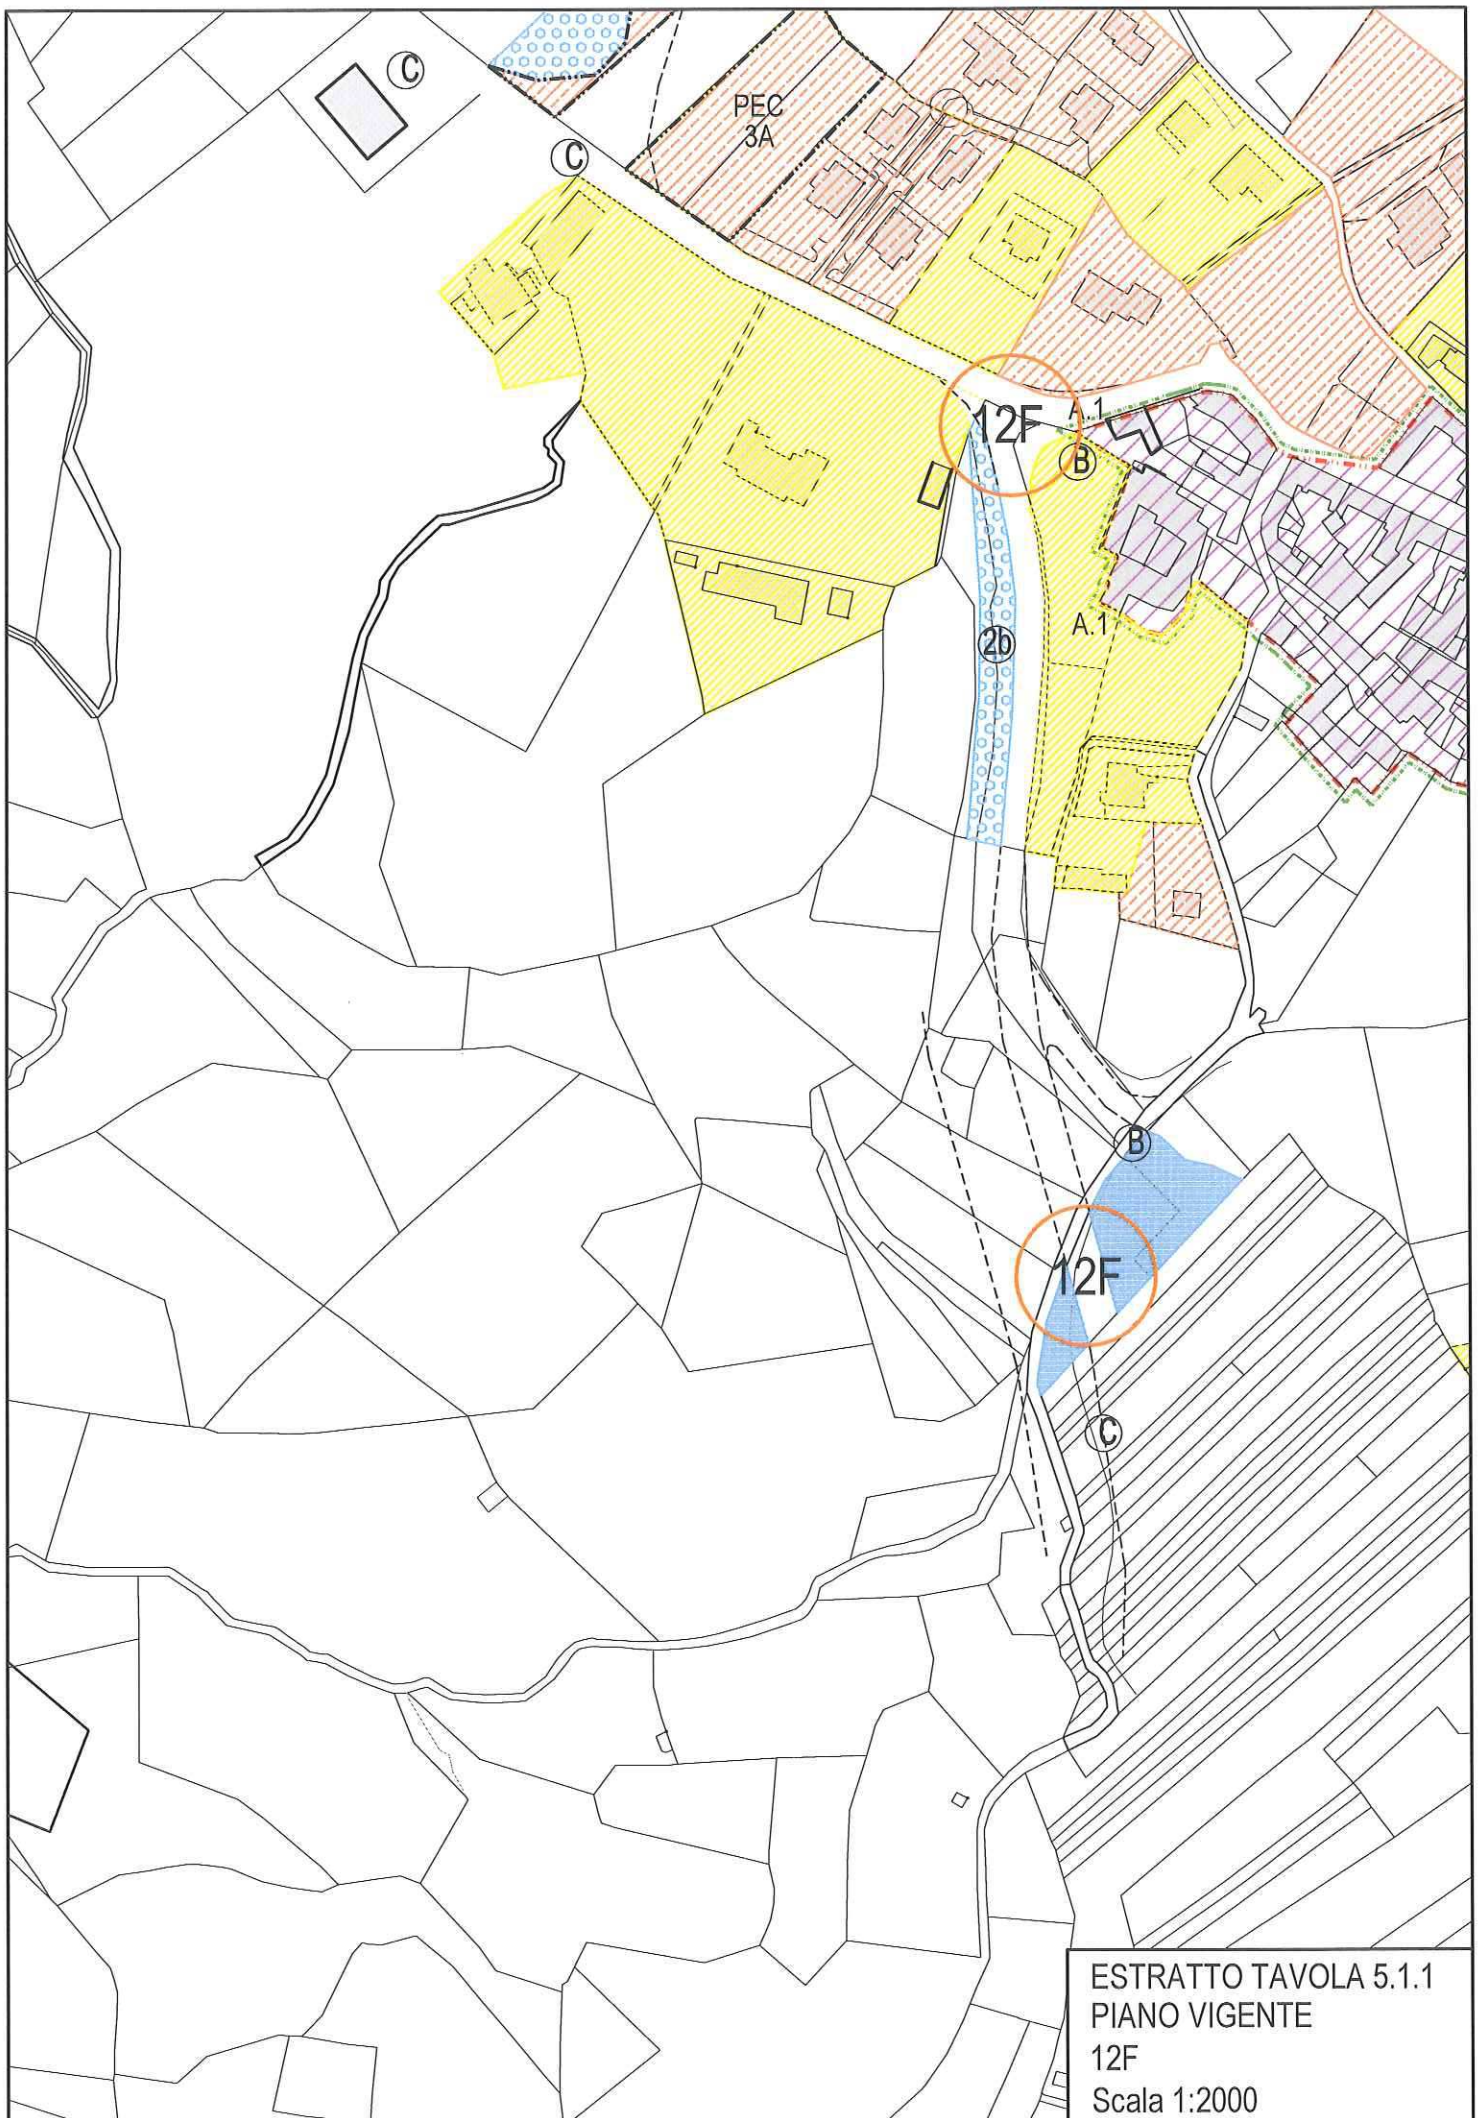 C
C
PEC
3A
12F
A.1
B
A.1
2b
B
12F
C
ESTRATTO TAVOLA 5.1.1
PIANO VIGENTE
12F
Scala 1:2000